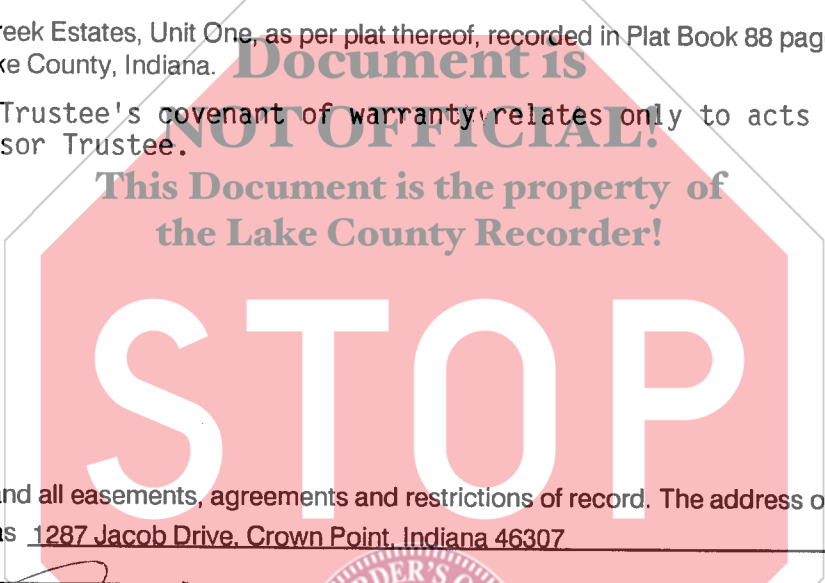 reek Estates, Unit One, as per plat thereof, recorded in Plat Book 88 pag
ke County, Indiana.
Document is
Trustee's covenant of warranty relates only to acts
NOT OFFICIAL!
sor Trustee.
This Document is the property of
the Lake County Recorder!
STOP
nd all easements, agreements and restrictions of record. The address o
as 1287 Jacob Drive, Crown Point, Indiana 46307
RDER'S O